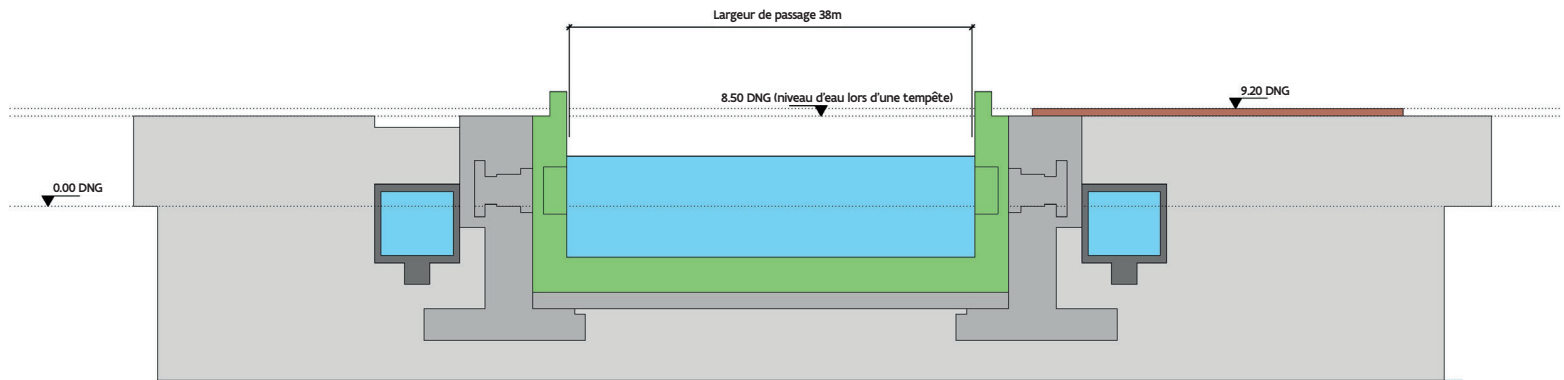 Largeur de passage 38m
8.50 DNG (niveau d'eau lors d'une tempête)
9.20 DNG
0.00 DNG